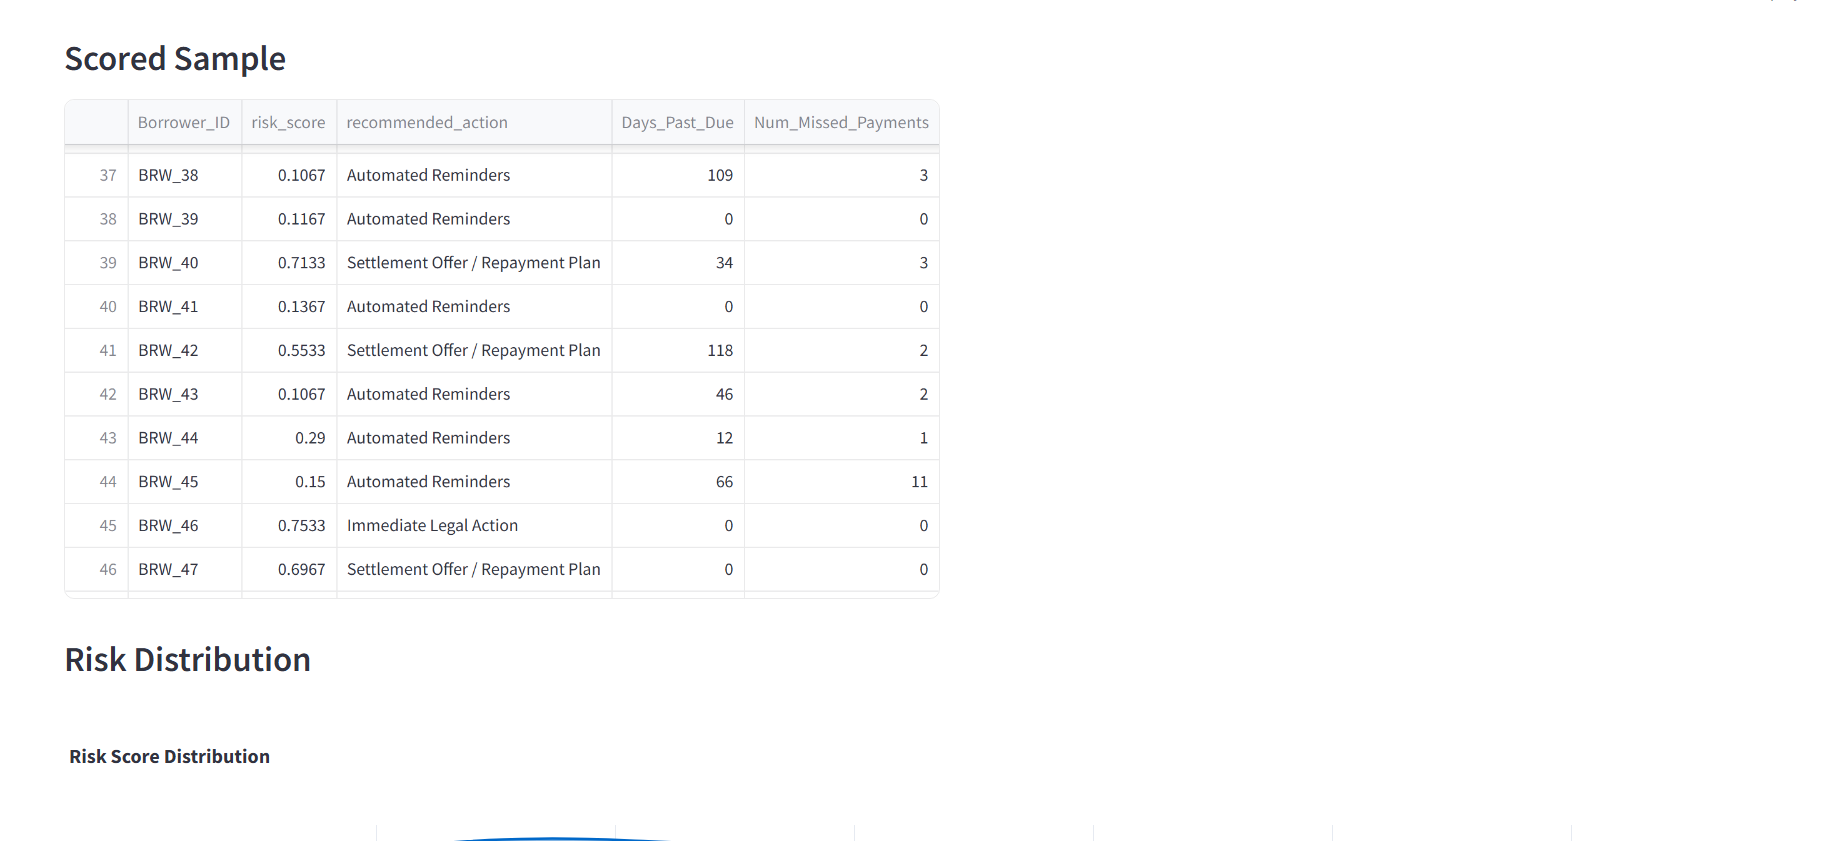 Scored Sample
Borrower_ID risk_score recommended_action Days_Past_Due Num_Missed_Payments
37 BRW_38 0.1067 Automated Reminders 109 3
38 BRW_39 0.1167 Automated Reminders 0 0
39 BRW_40 0.7133 Settlement Offer / Repayment Plan 34 3
40 BRW_41 0.1367 Automated Reminders 0 0
41 BRW_42 0.5533 Settlement Offer / Repayment Plan 118 2
42 BRW_43 0.1067 Automated Reminders 46 2
43 BRW_44 0.29 Automated Reminders 12 1
44 BRW_45 0.15 Automated Reminders 66 11
45 BRW_46 0.7533 Immediate Legal Action 0 0
46 BRW_47 0.6967 Settlement Offer / Repayment Plan 0 0
Risk Distribution
Risk Score Distribution